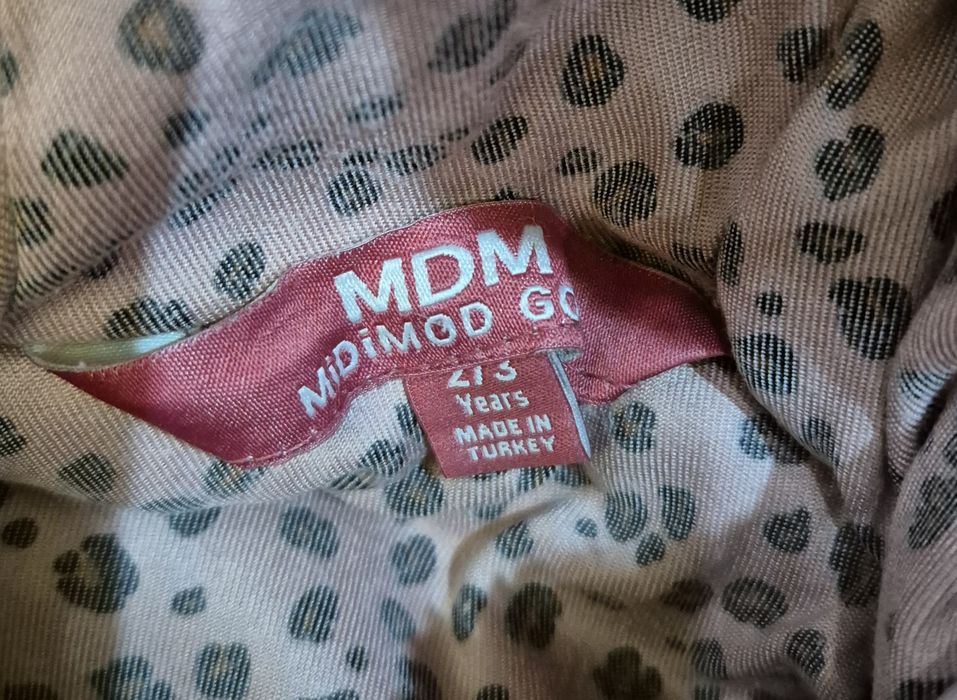 MDM
MiDiMOD
2/3
Years
MADE IN
TURKEY